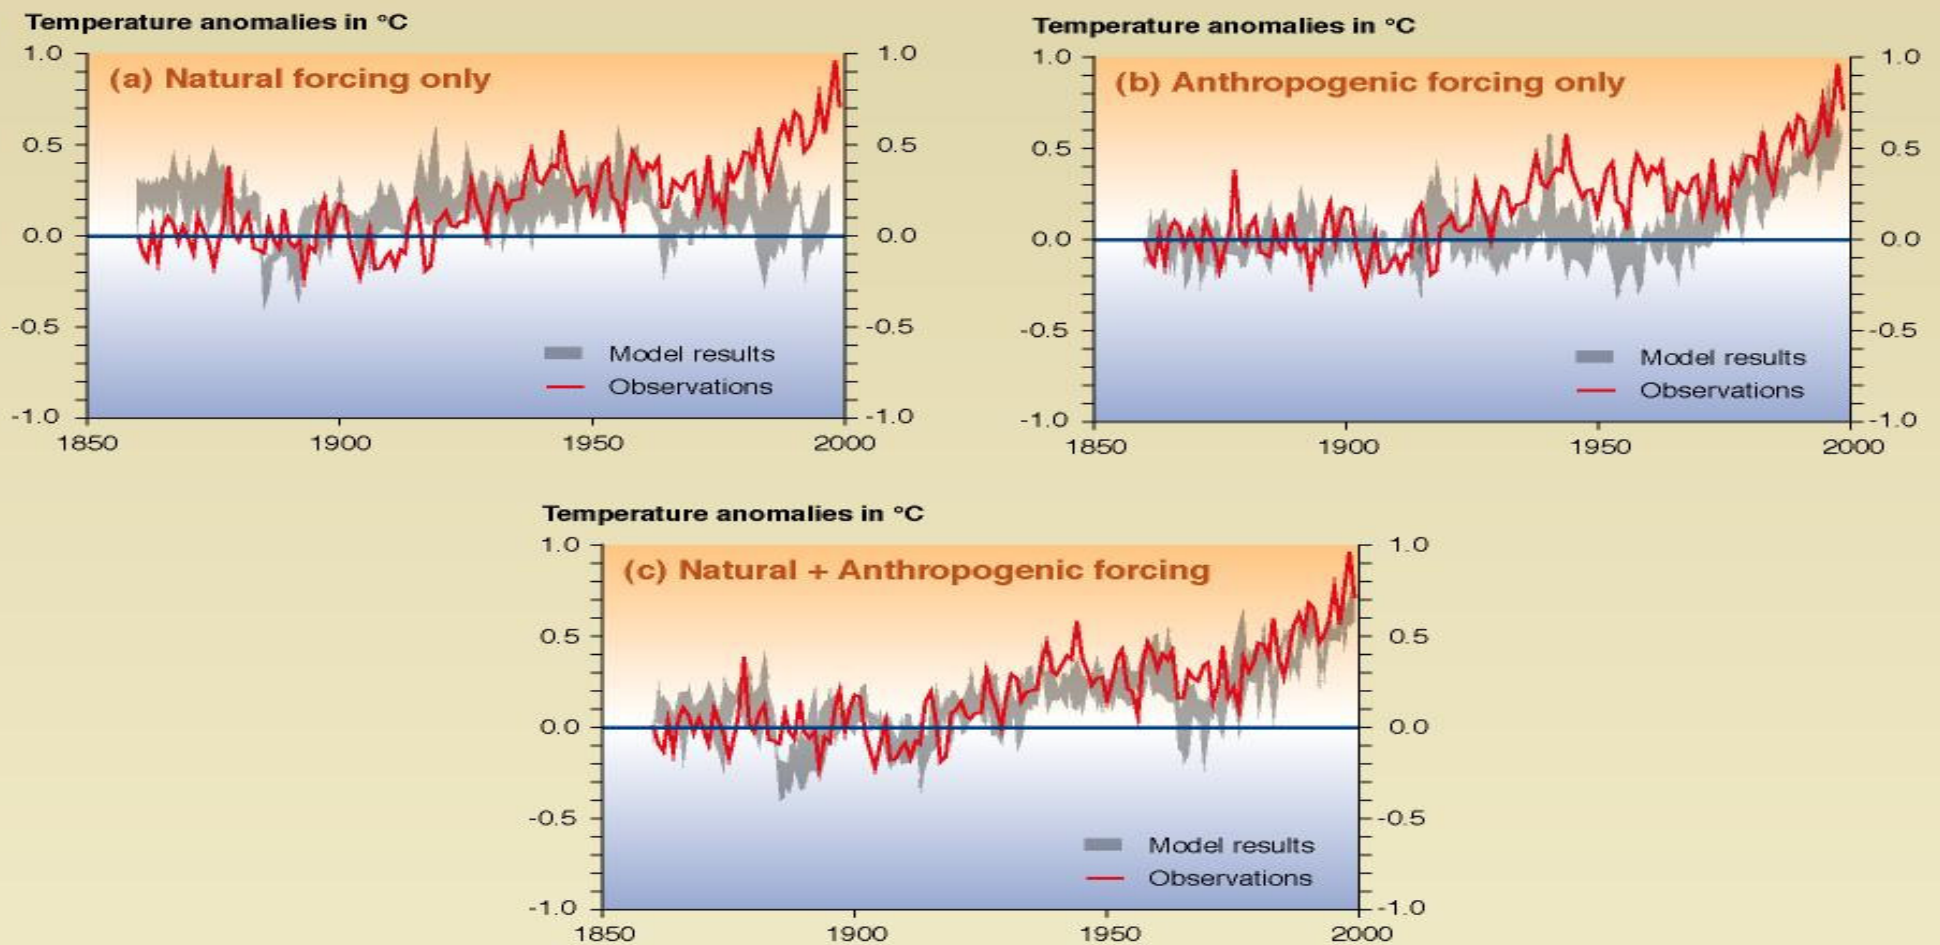 Temperature anomalies in °C
1.0 1.0
(a) Natural forcing only
0.5 0.5
0.0 0.0
-0.5 -0.5
Model results
Observations
-1.0 -1.0
1850 1900 1950 2000
Temperature anomalies in °C
1.0 1.0
(b) Anthropogenic forcing only
0.5 0.5
0.0 0.0
-0.5 -0.5
Model results
Observations
-1.0 -1.0
1850 1900 1950 2000
Temperature anomalies in °C
1.0 1.0
(c) Natural + Anthropogenic forcing
0.5 0.5
0.0 0.0
-0.5 -0.5
Model results
Observations
-1.0 -1.0
1850 1900 1950 2000